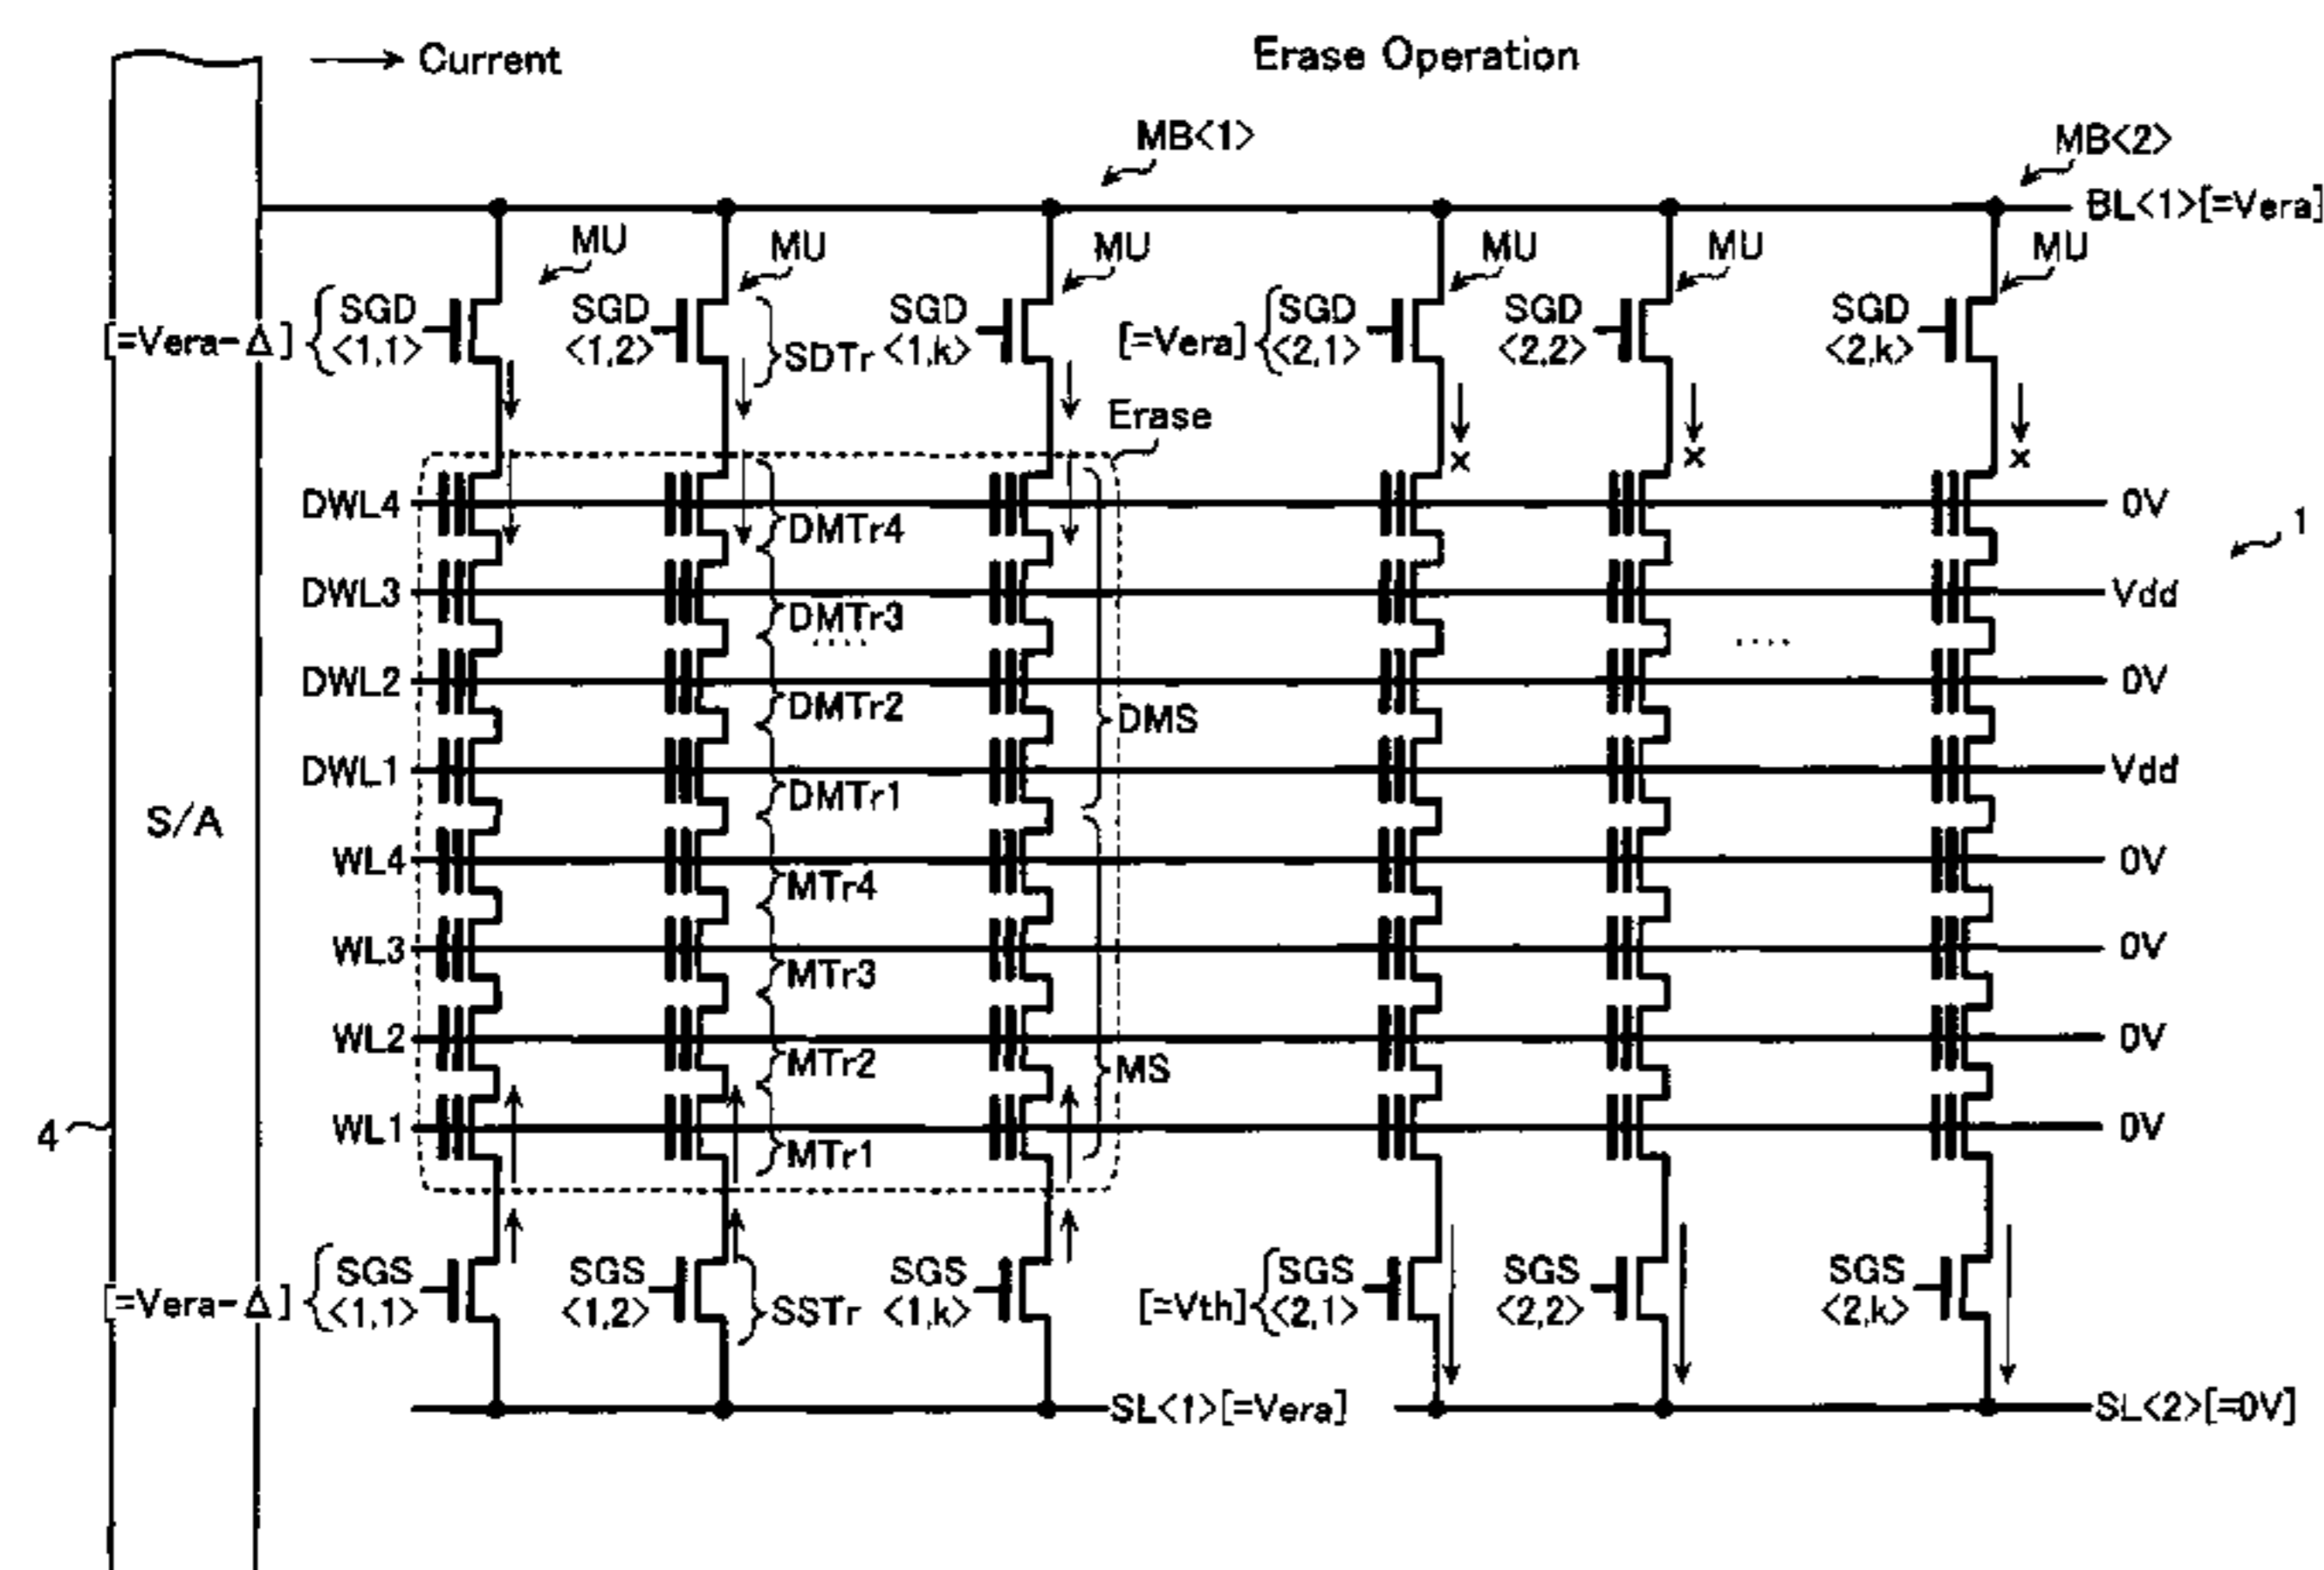 → Current
Erase Operation
MB<1>
MB<2>
BL<1>[=Vera]
MU
MU
MU
MU
MU
MU
[=Vera-Δ]
SGD
<1,1>
SGD
<1,2>
SDTr
SGD
<1,k>
[=Vera]
SGD
<2,1>
SGD
<2,2>
SGD
<2,k>
Erase
x
x
x
DWL4
DMTr4
0V
1
DWL3
DMTr3
Vdd
.....
....
DWL2
DMTr2
0V
DMS
DWL1
DMTr1
Vdd
S/A
WL4
MTr4
0V
WL3
MTr3
0V
WL2
MTr2
0V
MS
4
WL1
MTr1
0V
[=Vera-Δ]
SGS
<1,1>
SGS
<1,2>
SSTr
SGS
<1,k>
[=Vth]
SGS
<2,1>
SGS
<2,2>
SGS
<2,k>
SL<1>[=Vera]
SL<2>[=0V]